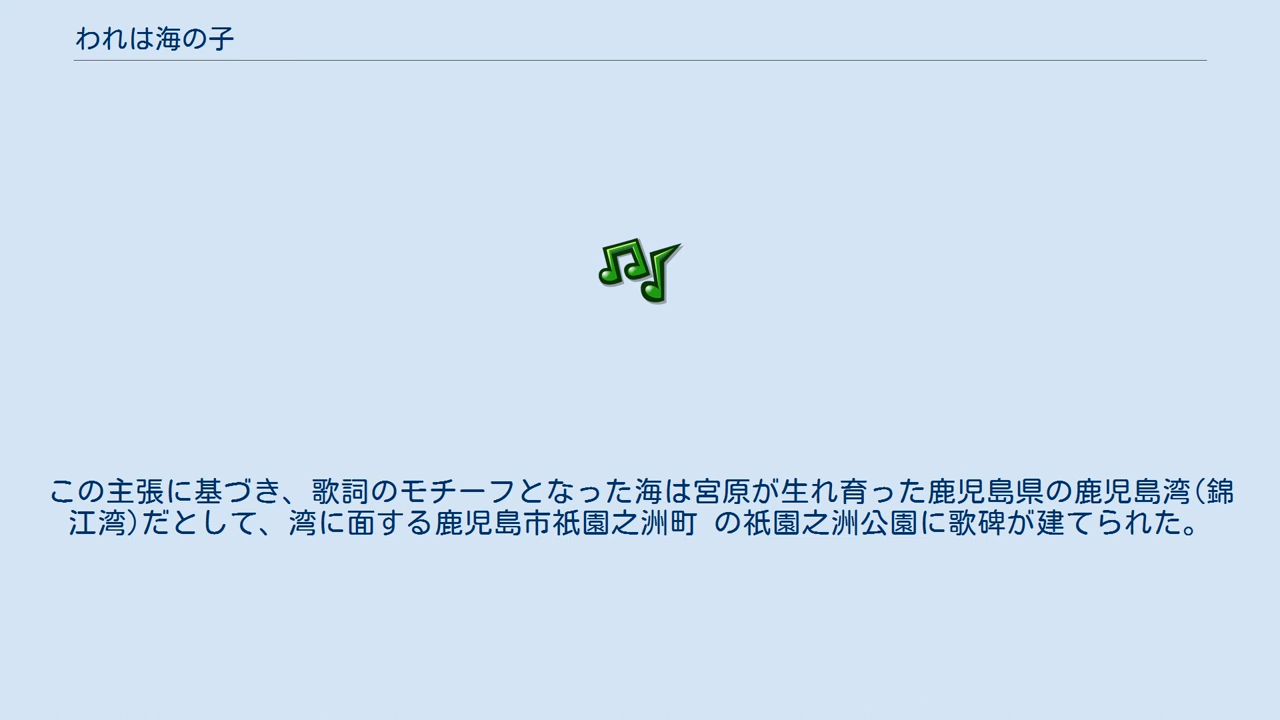 われは海の子
この主張に基づき、歌詞のモチーフとなった海は宮原が生れ育った鹿児島県の鹿児島湾(錦
江湾)だとして、湾に面する鹿児島市祇園之洲町 の祇園之洲公園に歌碑が建てられた。